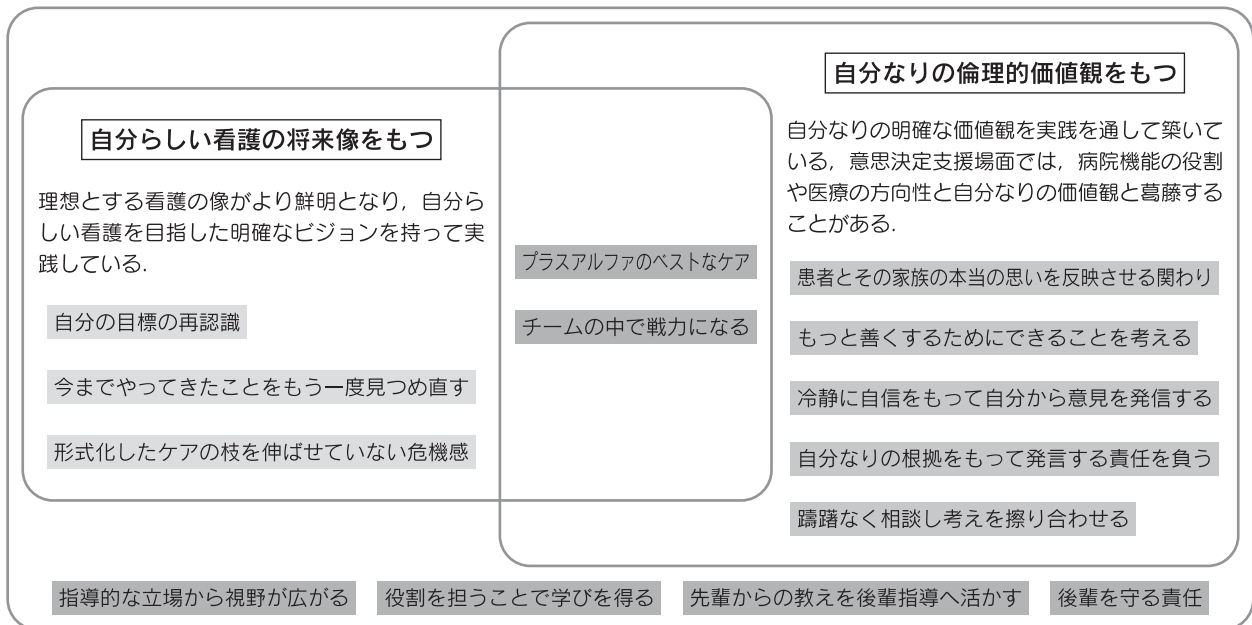 自分らしい看護の将来像をもつ
理想とする看護の像がより鮮明となり，自分ら
しい看護を目指した明確なビジョンを持って実
践している．
自分の目標の再認識
今までやってきたことをもう一度見つめ直す
形式化したケアの枝を伸ばせていない危機感
プラスアルファのベストなケア
チームの中で戦力になる
自分なりの倫理的価値観をもつ
自分なりの明確な価値観を実践を通して築いて
いる，意思決定支援場面では，病院機能の役割
や医療の方向性と自分なりの価値観と葛藤する
ことがある．
患者とその家族の本当の思いを反映させる関わり
もっと善くするためにできることを考える
冷静に自信をもって自分から意見を発信する
自分なりの根拠をもって発言する責任を負う
躊躇なく相談し考えを擦り合わせる
指導的な立場から視野が広がる
役割を担うことで学びを得る
先輩からの教えを後輩指導へ活かす
後輩を守る責任